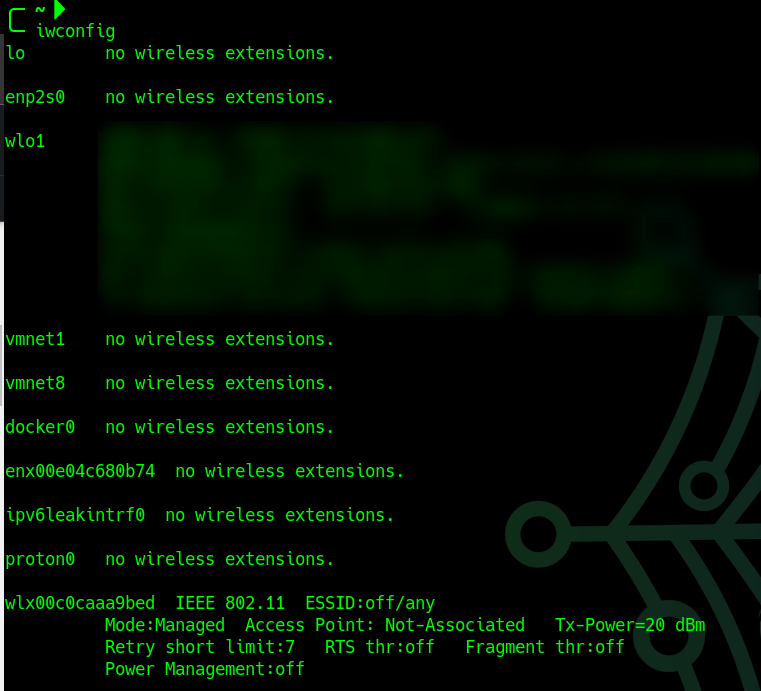 ~
iwconfig
lo        no wireless extensions.
enp2s0    no wireless extensions.
wlo1
vmnet1    no wireless extensions.
vmnet8    no wireless extensions.
docker0   no wireless extensions.
enx00e04c680b74  no wireless extensions.
ipv6leakintrf0  no wireless extensions.
proton0   no wireless extensions.
wlx00c0caaa9bed  IEEE 802.11  ESSID:off/any
          Mode:Managed  Access Point: Not-Associated   Tx-Power=20 dBm
          Retry short limit:7   RTS thr:off   Fragment thr:off
          Power Management:off